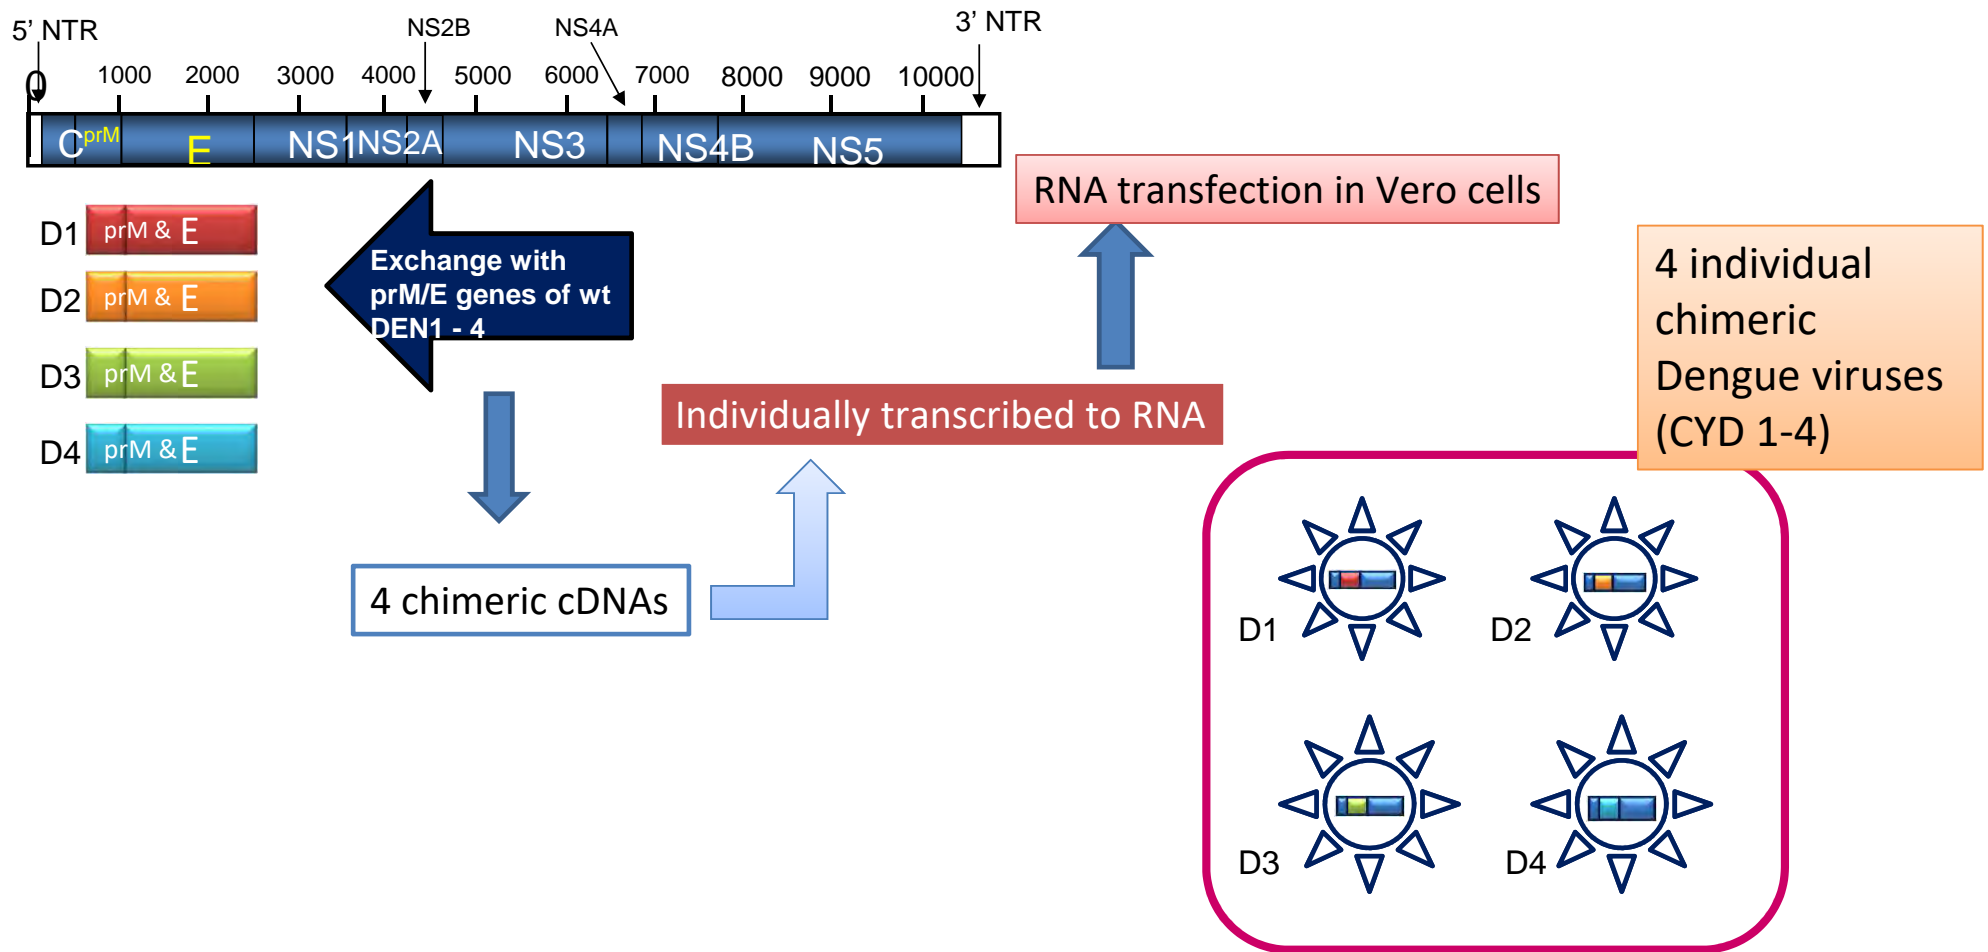 5’ NTR
NS2B
NS4A
3’ NTR
0
1000
2000
3000
4000
5000
6000
7000
8000
9000
10000
C
prM
E
NS1
NS2A
NS3
NS4B
NS5
D1
prM & E
D2
prM & E
D3
prM & E
D4
prM & E
Exchange with
prM/E genes of wt
DEN1 - 4
4 chimeric cDNAs
Individually transcribed to RNA
RNA transfection in Vero cells
4 individual
chimeric
Dengue viruses
(CYD 1-4)
D1
D2
D3
D4